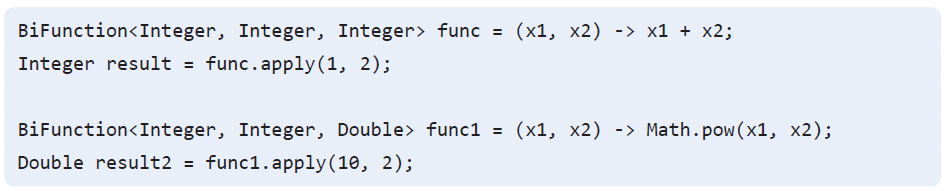 BiFunction<Integer, Integer, Integer> func = (x1, x2) -> x1 + x2;
Integer result = func.apply(1, 2);
BiFunction<Integer, Integer, Double> func1 = (x1, x2) -> Math.pow(x1, x2);
Double result2 = func1.apply(10, 2);